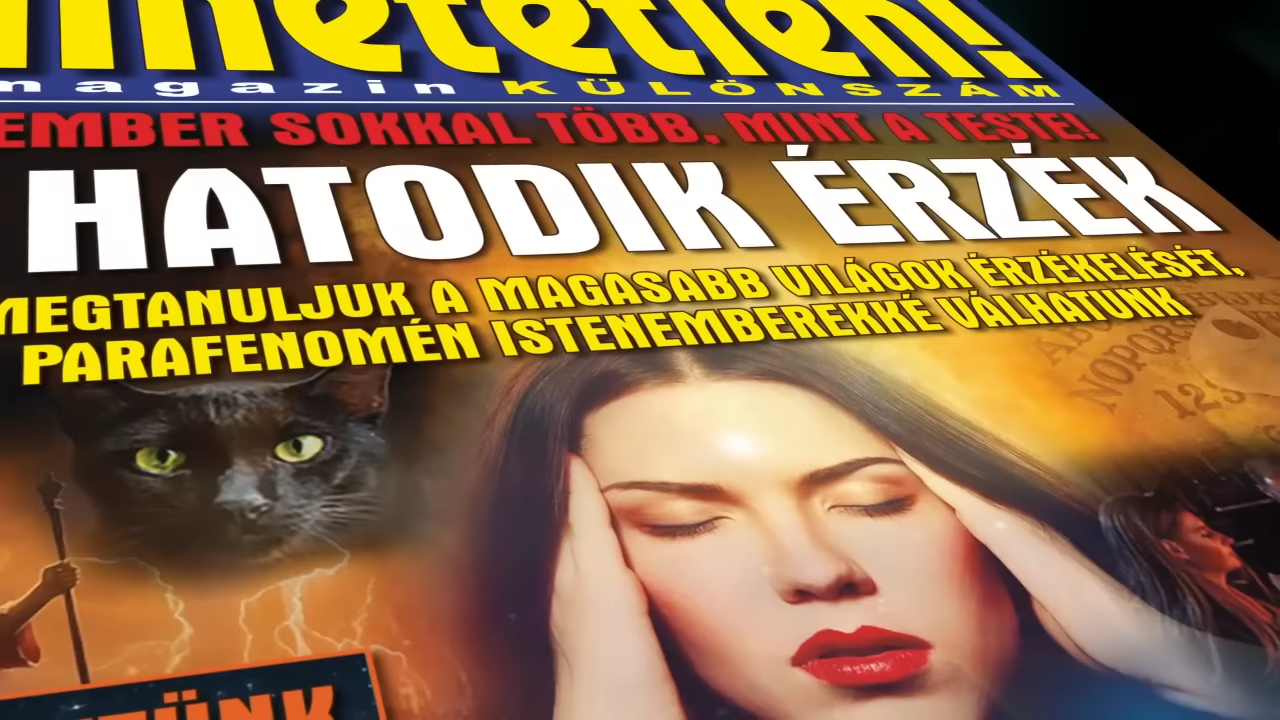 magazin KÜLÖNSZÁM
EMBER SOKKAL TÖBB, MINT A TESTE!
HATODIK ÉRZÉK
MEGTANULJUK A MAGASABB VILÁGOK ÉRZÉKELÉSÉT,
PARAFENOMÉN ISTENEMBEREKKÉ VÁLHATUNK
NOPQRS
123